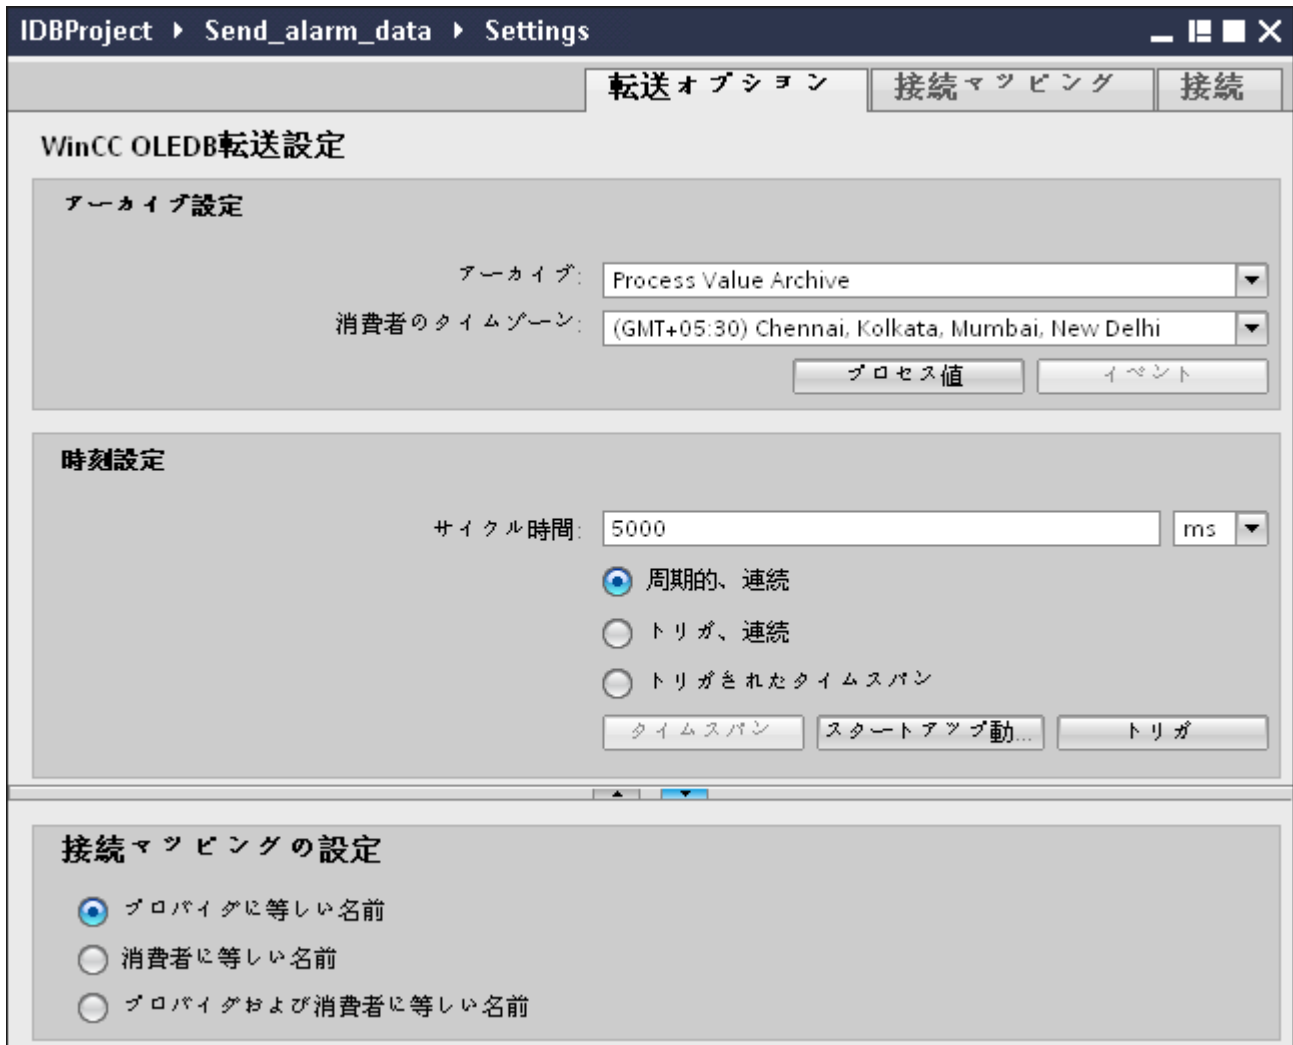 IDBProject ▸ Send_alarm_data ▸ Settings
転送オプション 接続マッピング 接続
WinCC OLEDB転送設定
アーカイブ設定
アーカイブ: Process Value Archive
消費者のタイムゾーン: (GMT+05:30) Chennai, Kolkata, Mumbai, New Delhi
プロセス値 イベント
時刻設定
サイクル時間: 5000 ms
周期的、連続
トリガ、連続
トリガされたタイムスパン
タイムスパン スタートアップ動... トリガ
接続マッピングの設定
プロバイダに等しい名前
消費者に等しい名前
プロバイダおよび消費者に等しい名前